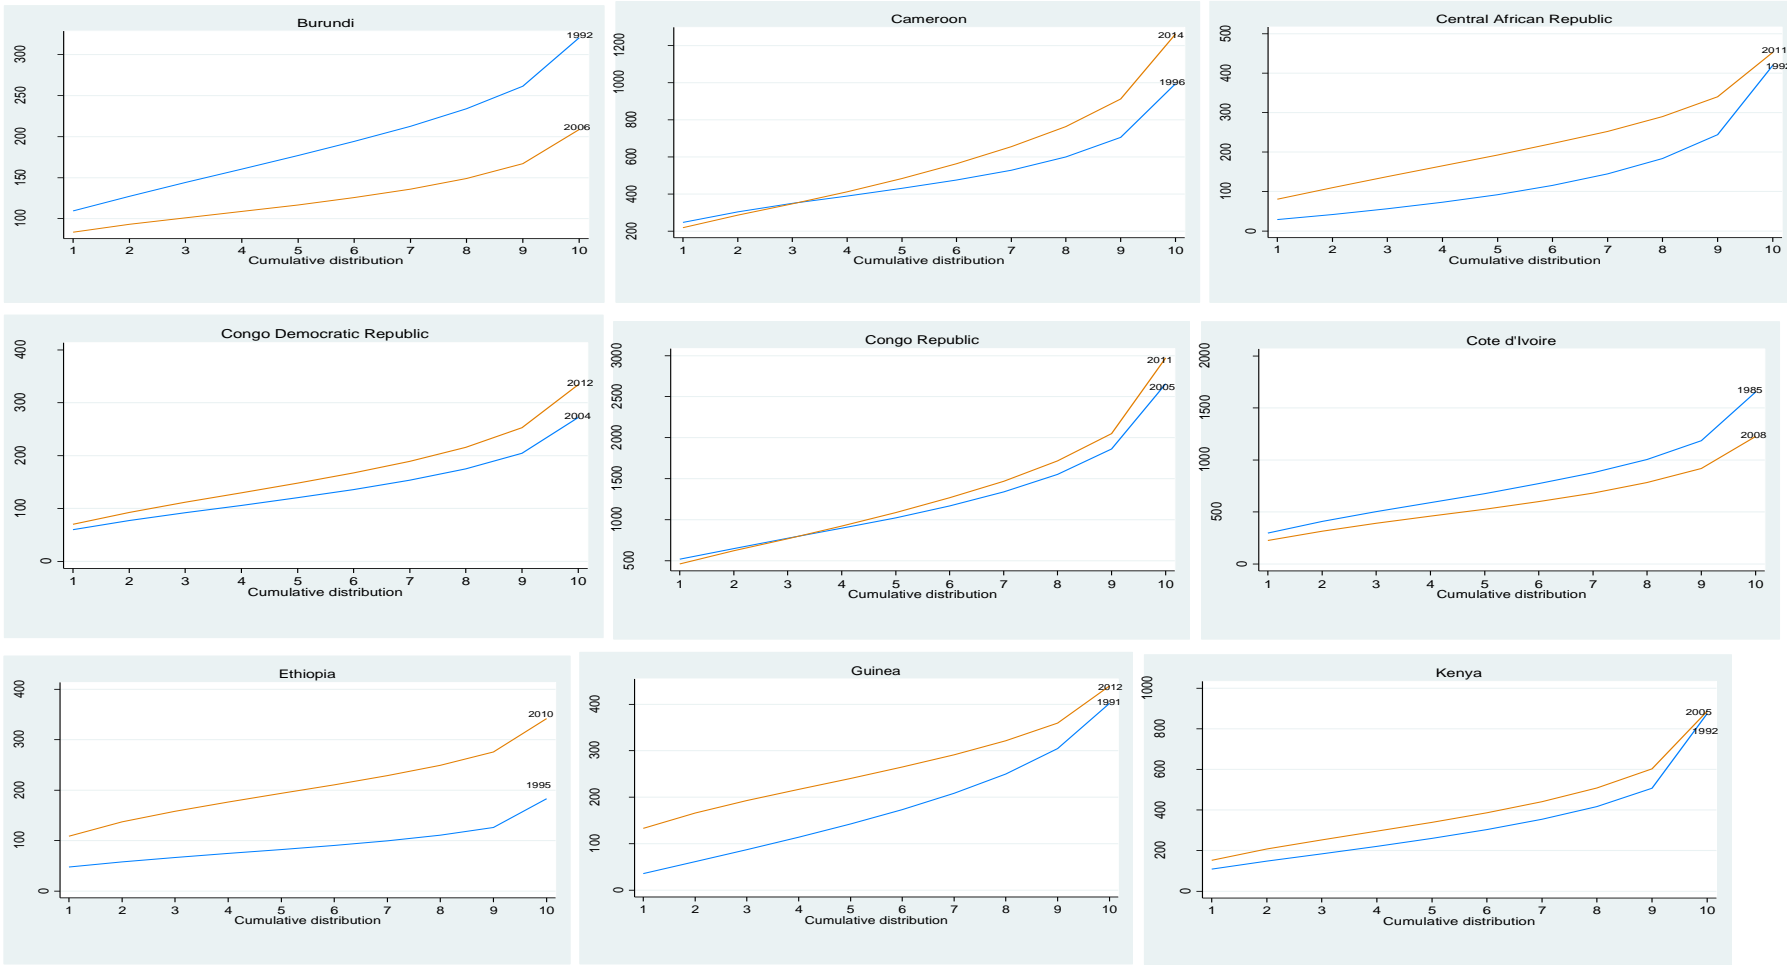 Burundi
300
250
200
150
100
1992
2006
1 2 3 4 5 6 7 8 9 10
Cumulative distribution
Cameroon
1200
1000
800
600
400
200
2014
1996
1 2 3 4 5 6 7 8 9 10
Cumulative distribution
Central African Republic
500
400
300
200
100
0
2011
1992
1 2 3 4 5 6 7 8 9 10
Cumulative distribution
Congo Democratic Republic
400
300
200
100
0
2012
2004
1 2 3 4 5 6 7 8 9 10
Cumulative distribution
Congo Republic
3000
2500
2000
1500
1000
500
2011
2005
1 2 3 4 5 6 7 8 9 10
Cumulative distribution
Cote d'Ivoire
2000
1500
1000
500
0
1985
2008
1 2 3 4 5 6 7 8 9 10
Cumulative distribution
Ethiopia
400
300
200
100
0
2010
1995
1 2 3 4 5 6 7 8 9 10
Cumulative distribution
Guinea
400
300
200
100
0
2012
1991
1 2 3 4 5 6 7 8 9 10
Cumulative distribution
Kenya
1000
800
600
400
200
0
2005
1992
1 2 3 4 5 6 7 8 9 10
Cumulative distribution